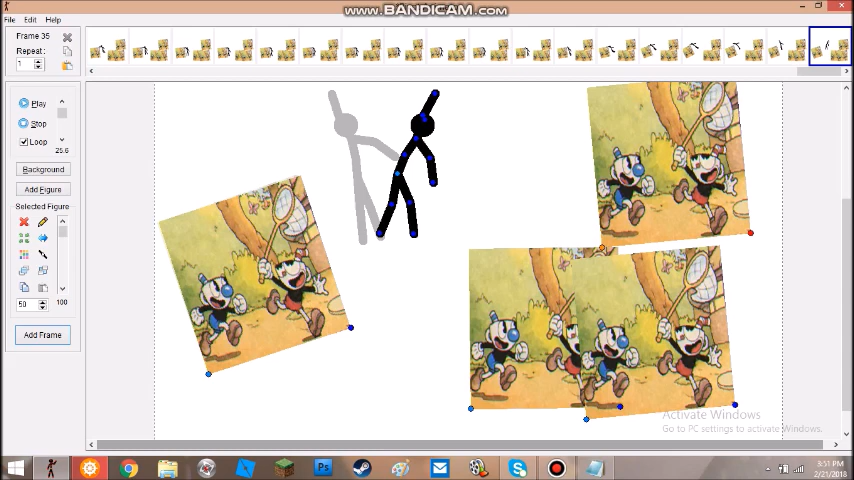 WWW.BANDICAM.COM
File Edit Help
Frame 35
Repeat:
1
Play
Stop
Loop
25.6
Background
Add Figure
Selected Figure
50
100
Add Frame
Activate Windows
Go to PC settings to activate Windows.
Ps
8:51 PM
2/21/2018